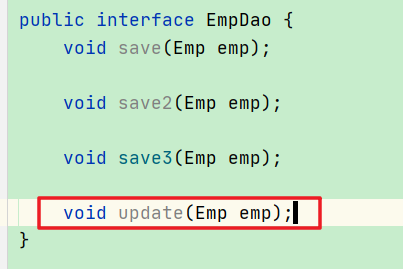 public interface EmpDao {
    void save(Emp emp);
    void save2(Emp emp);
    void save3(Emp emp);
    void update(Emp emp);
}